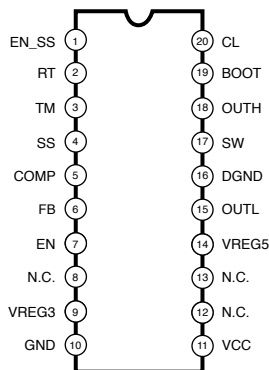 EN_SS 1 20 CL
RT 2 19 BOOT
TM 3 18 OUTH
SS 4 17 SW
COMP 5 16 DGND
FB 6 15 OUTL
EN 7 14 VREG5
N.C. 8 13 N.C.
VREG3 9 12 N.C.
GND 10 11 VCC